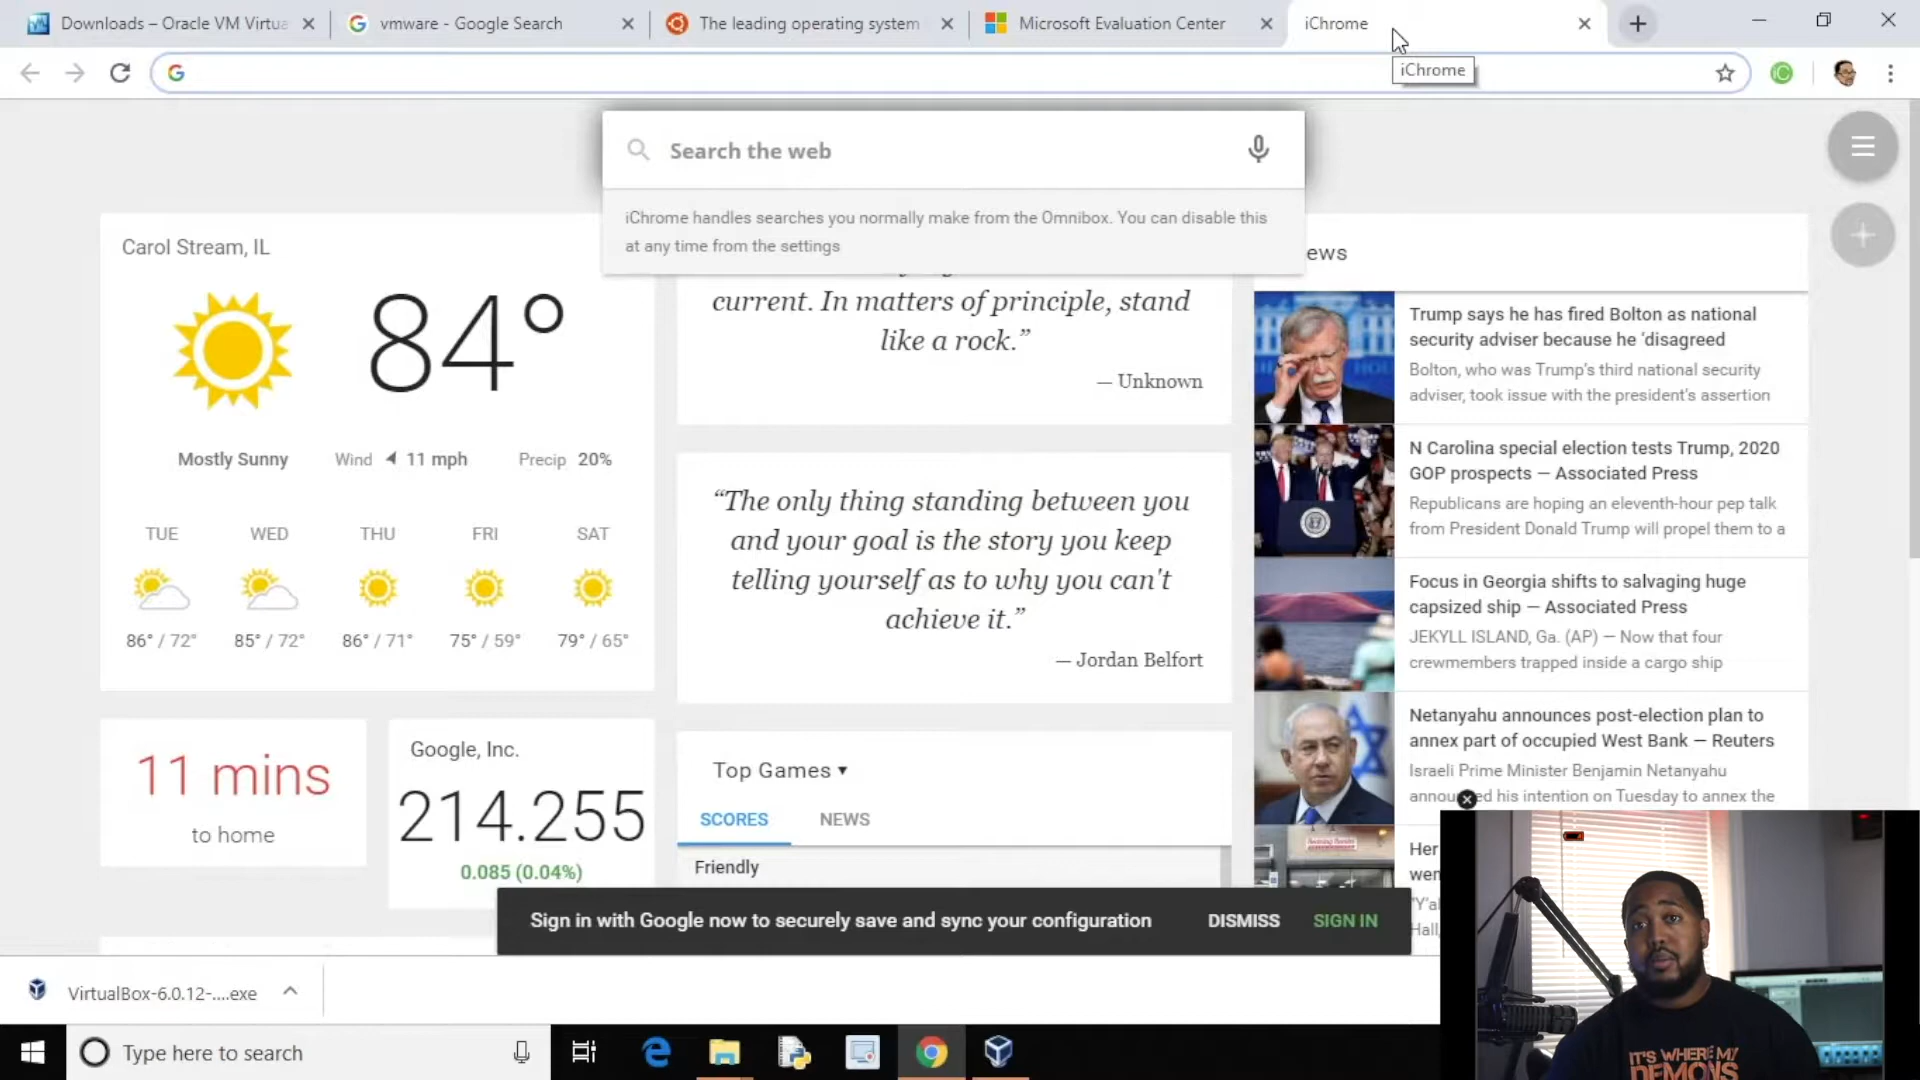 Downloads – Oracle VM Virtua
vmware - Google Search
The leading operating system
Microsoft Evaluation Center
iChrome
iChrome
Search the web
iChrome handles searches you normally make from the Omnibox. You can disable this
at any time from the settings
Carol Stream, IL
84°
Mostly Sunny
Wind 11 mph
Precip 20%
TUE WED THU FRI SAT
86° / 72° 85° / 72° 86° / 71° 75° / 59° 79° / 65°
11 mins
to home
Google, Inc.
214.255
0.085 (0.04%)
current. In matters of principle, stand
like a rock.”
— Unknown
“The only thing standing between you
and your goal is the story you keep
telling yourself as to why you can't
achieve it.”
— Jordan Belfort
Top Games ▾
SCORES NEWS
Friendly
ews
Trump says he has fired Bolton as national
security adviser because he ‘disagreed
Bolton, who was Trump’s third national security
adviser, took issue with the president’s assertion
N Carolina special election tests Trump, 2020
GOP prospects — Associated Press
Republicans are hoping an eleventh-hour pep talk
from President Donald Trump will propel them to a
Focus in Georgia shifts to salvaging huge
capsized ship — Associated Press
JEKYLL ISLAND, Ga. (AP) — Now that four
crewmembers trapped inside a cargo ship
Netanyahu announces post-election plan to
annex part of occupied West Bank — Reuters
Israeli Prime Minister Benjamin Netanyahu
his intention on Tuesday to annex the
Her
wen
"Y'al
Hall,
Sign in with Google now to securely save and sync your configuration
DISMISS
SIGN IN
VirtualBox-6.0.12-....exe
Type here to search
IT'S WHERE MY
DEMONS